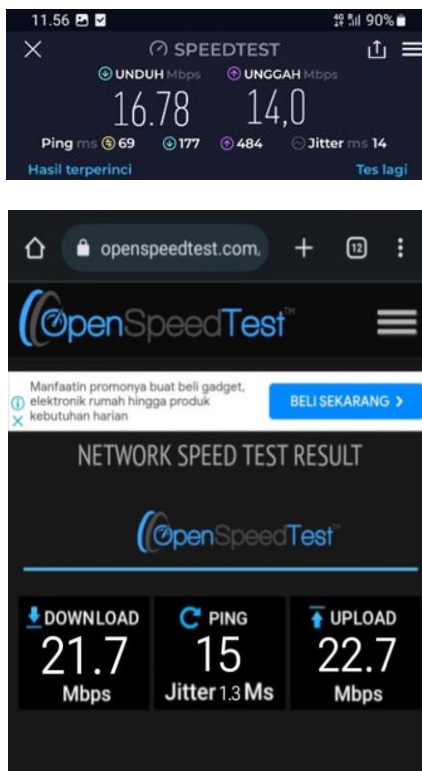 11.56 4G 90%
SPEEDTEST
UNDUH Mbps UNGGAH Mbps
16.78 14,0
Ping ms 69 177 484 Jitter ms 14
Hasil terperinci Tes lagi
openspeedtest.com, + 12
OpenSpeedTest™
Manfaatin promonya buat beli gadget,
elektronik rumah hingga produk
kebutuhan harian
BELI SEKARANG >
NETWORK SPEED TEST RESULT
OpenSpeedTest™
DOWNLOAD PING UPLOAD
21.7 15 22.7
Mbps Jitter 1.3 Ms Mbps